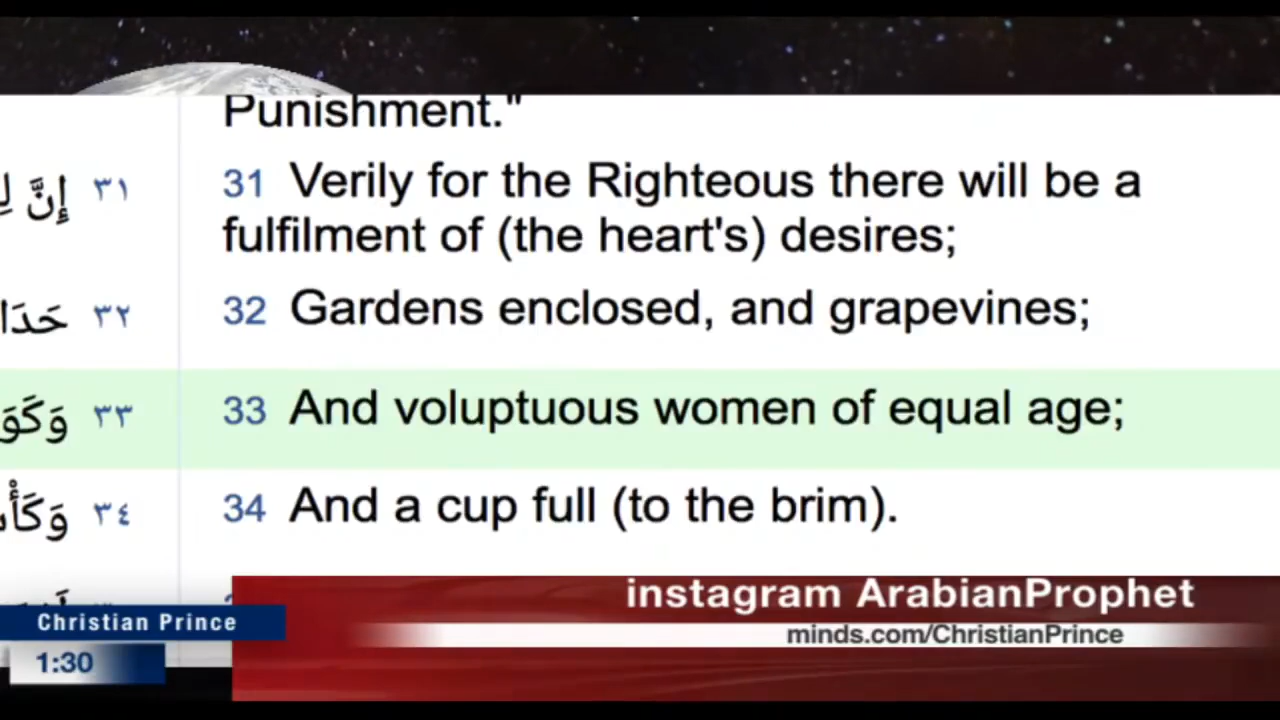 Punishment."
إِنَّ ٣١
31 Verily for the Righteous there will be a
fulfilment of (the heart's) desires;
٣٢
32 Gardens enclosed, and grapevines;
٣٣
33 And voluptuous women of equal age;
٣٤
34 And a cup full (to the brim).
instagram ArabianProphet
minds.com/ChristianPrince
Christian Prince
1:30